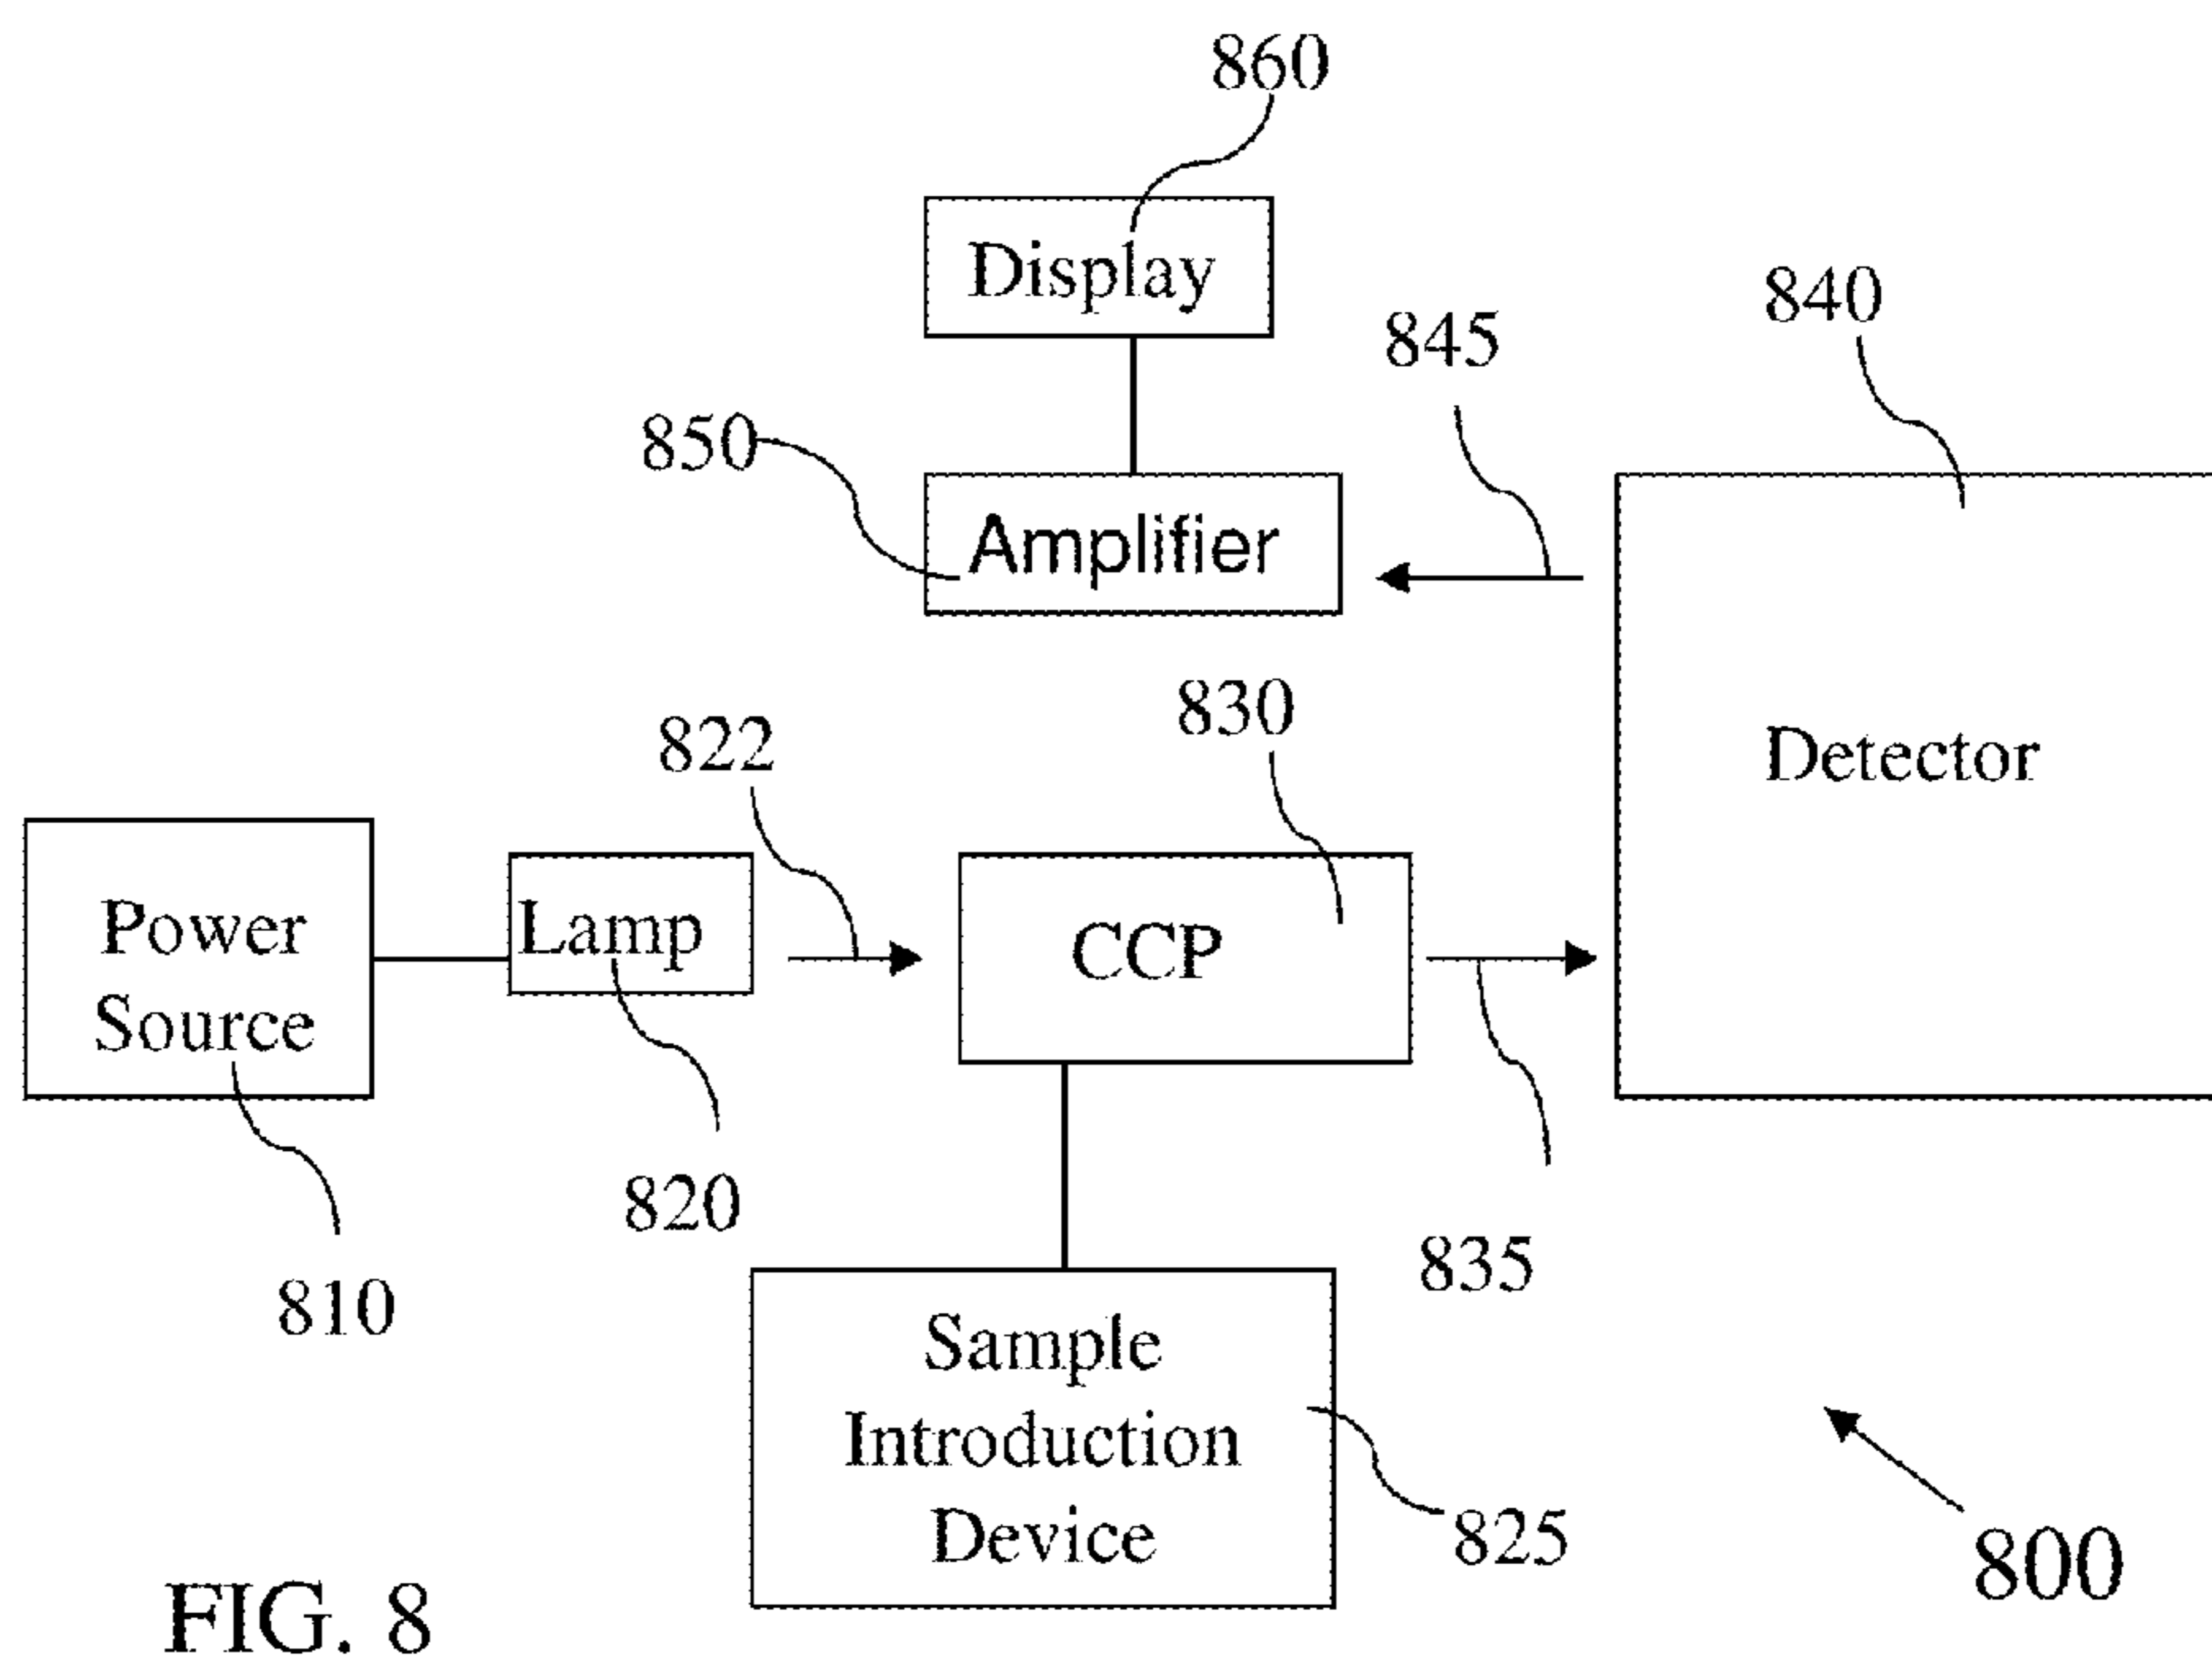 860
Display
840
845
850
Amplifier
830
822
Detector
Lamp
Power
Source
CCP
820
835
810
Sample
Introduction
Device
825
800
FIG. 8